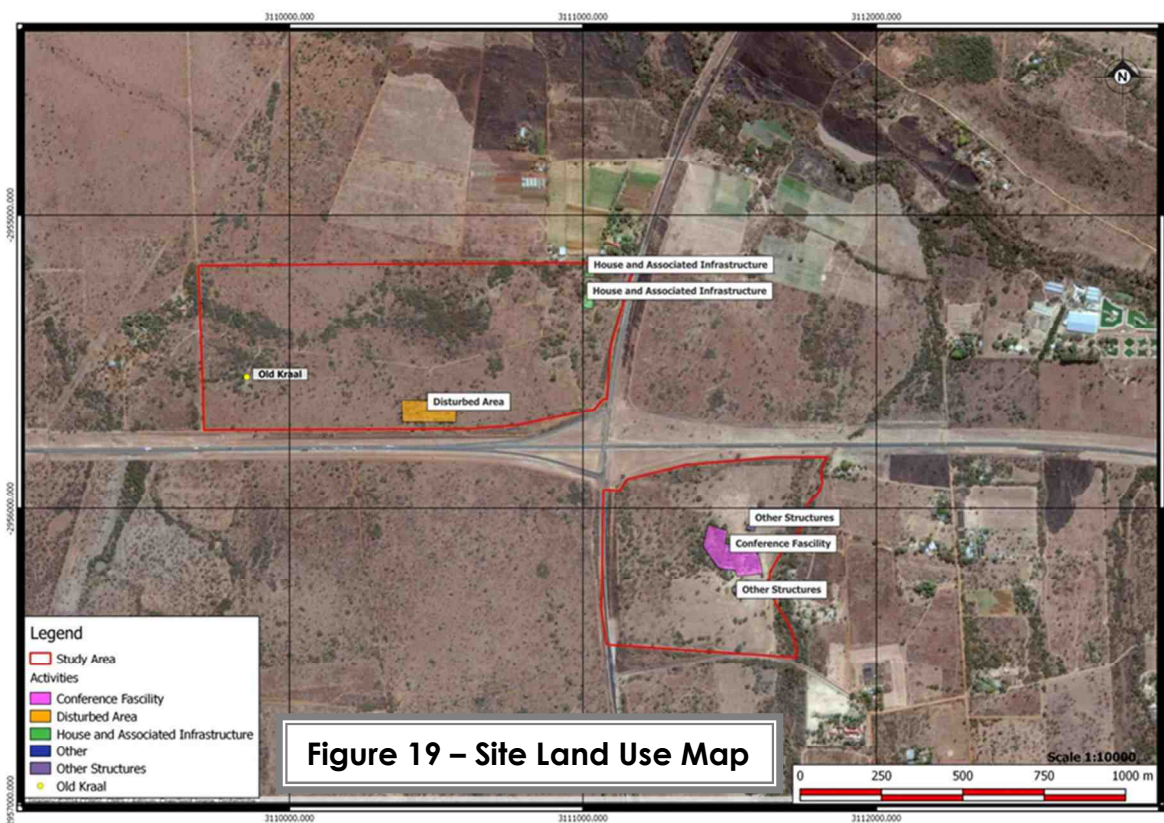 3110000.000 3111000.000 3112000.000
N
-2955000.000
House and Associated Infrastructure
House and Associated Infrastructure
Old Kraal
Disturbed Area
-2956000.000
Other Structures
Conference Fascility
Other Structures
Legend
Study Area
Activities
Conference Fascility
Disturbed Area
House and Associated Infrastructure
Other
Other Structures
Old Kraal
Figure 19 – Site Land Use Map
Scale 1:10000
0 250 500 750 1000 m
-2957000.000
3110000.000 3111000.000 3112000.000